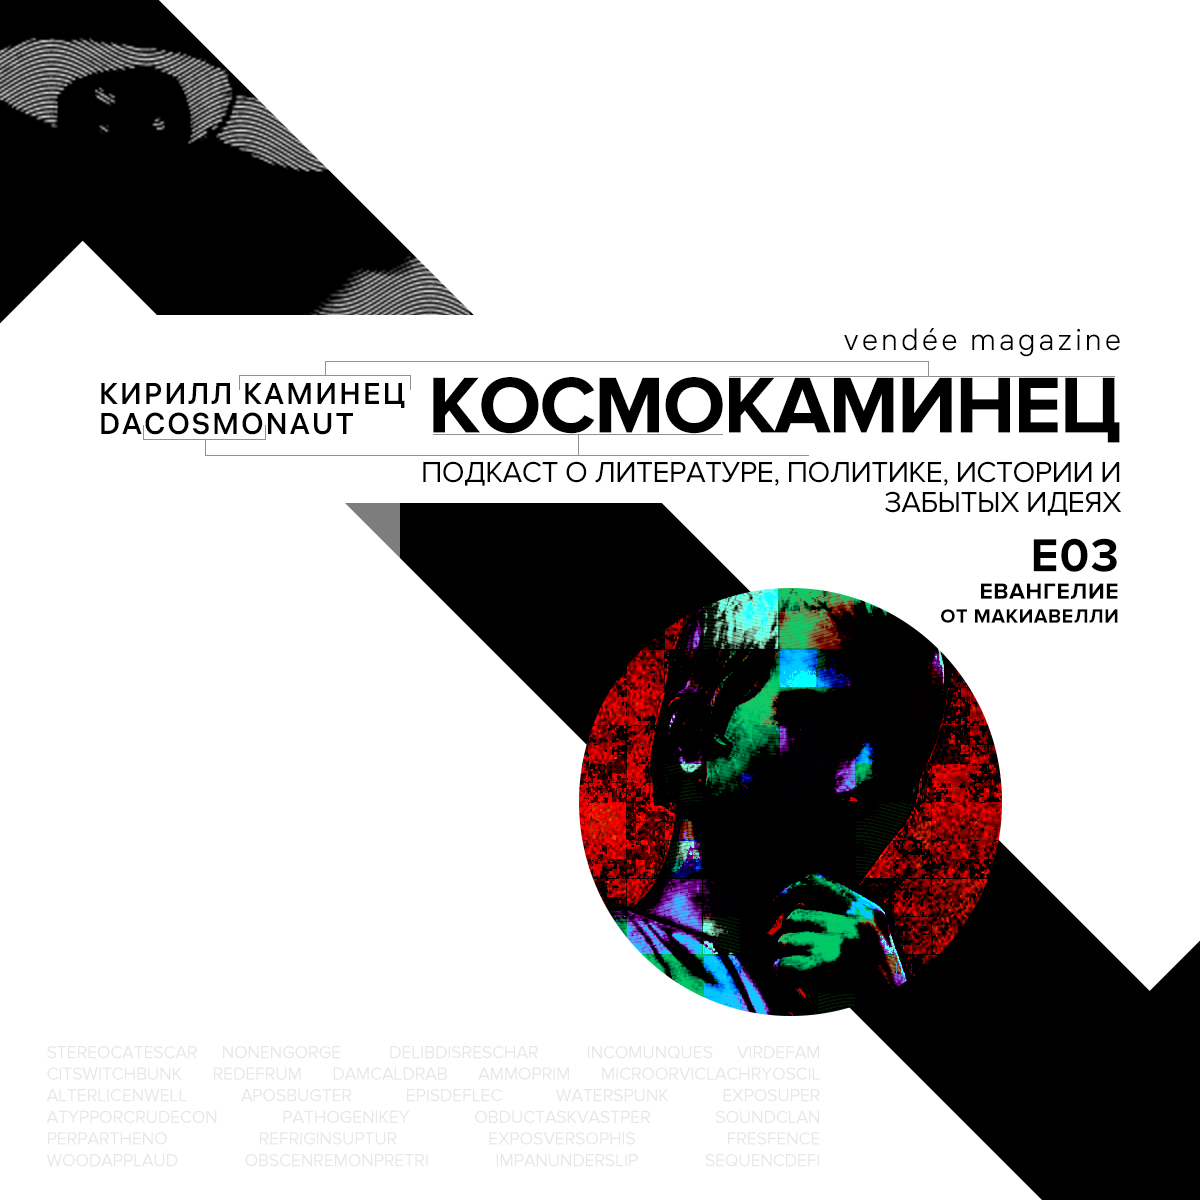 vendée magazine
КИРИЛЛ КАМИНЕЦ
DACOSMONAUT
КОСМОКАМИНЕЦ
ПОДКАСТ О ЛИТЕРАТУРЕ, ПОЛИТИКЕ, ИСТОРИИ И
ЗАБЫТЫХ ИДЕЯХ
E03
ЕВАНГЕЛИЕ
ОТ МАКИАВЕЛЛИ
STEREOCATESCAR NONENGORGE DELIBDISRESCHAR INCOMUNQUES VIRDEFAM
CITSWITCHBUNK REDEFRUM DAMCALDRAB AMMOPRIM MICROORVICLACHRYOSCIL
ALTERLICENWELL APOSBUGTER EPISDEFLEC WATERSPUNK EXPOSUPER
ATYPPORCRUDECON PATHOGENIKEY OBDUCTASKVASTPER SOUNDCLAN
PERPARTHENO REFRIGINSUPTUR EXPOSVERSOPHIS FRESFENCE
WOODAPPLAUD OBSCENREMONPRETRI IMPANUNDERSLIP SEQUENCDEFI